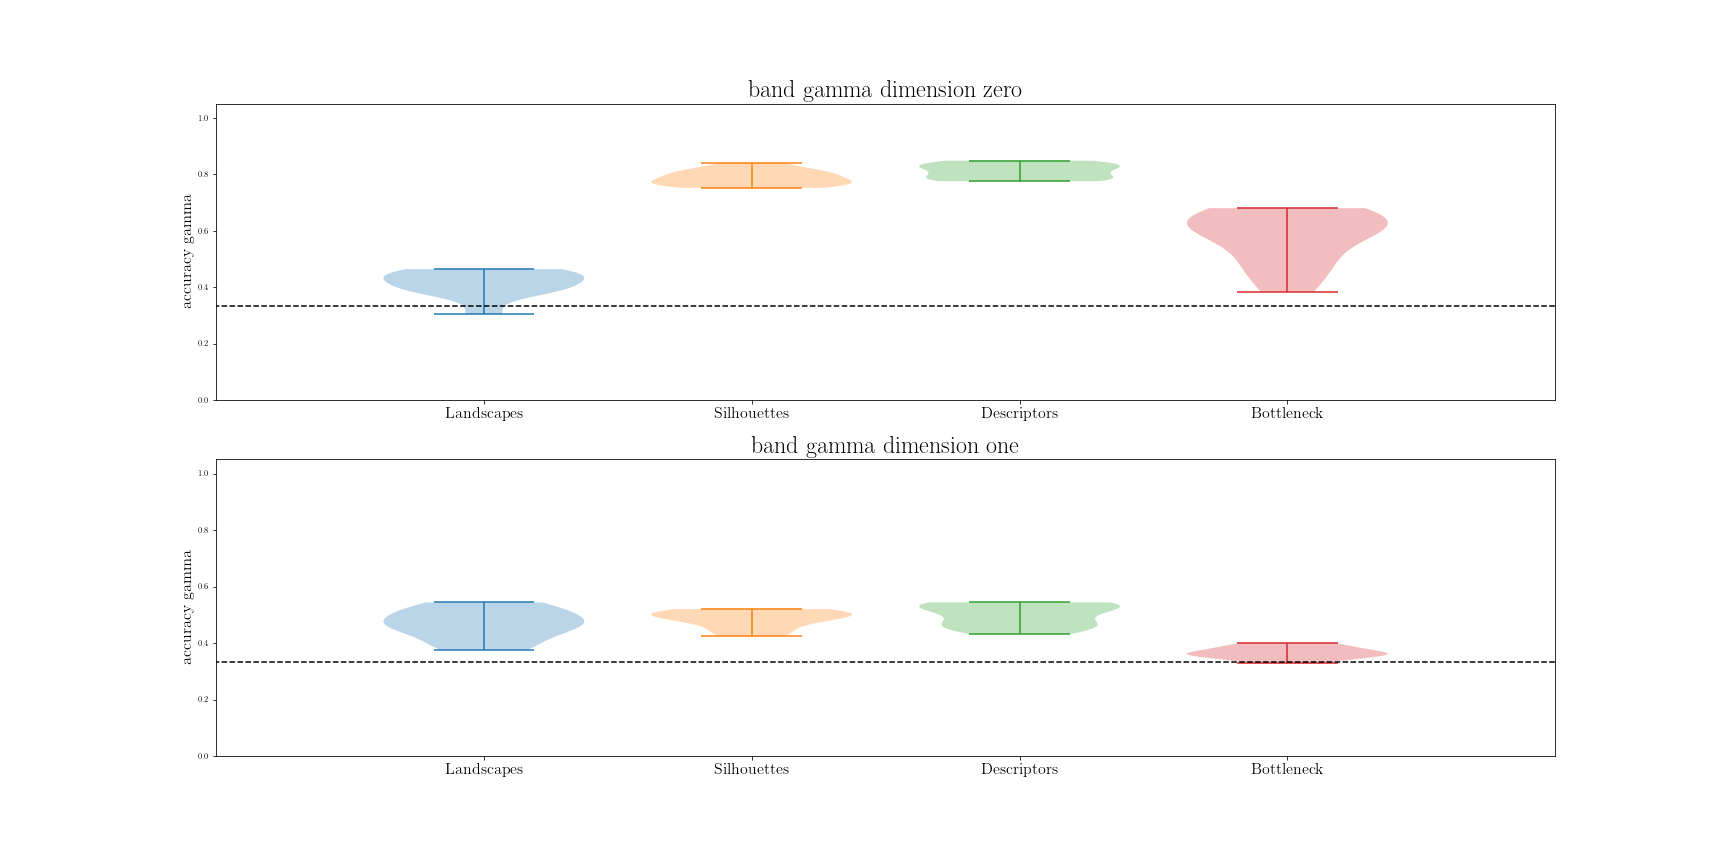 band gamma dimension zero
accuracy gamma
1.0
0.8
0.6
0.4
0.2
0.0
Landscapes Silhouettes Descriptors Bottleneck
band gamma dimension one
accuracy gamma
1.0
0.8
0.6
0.4
0.2
0.0
Landscapes Silhouettes Descriptors Bottleneck